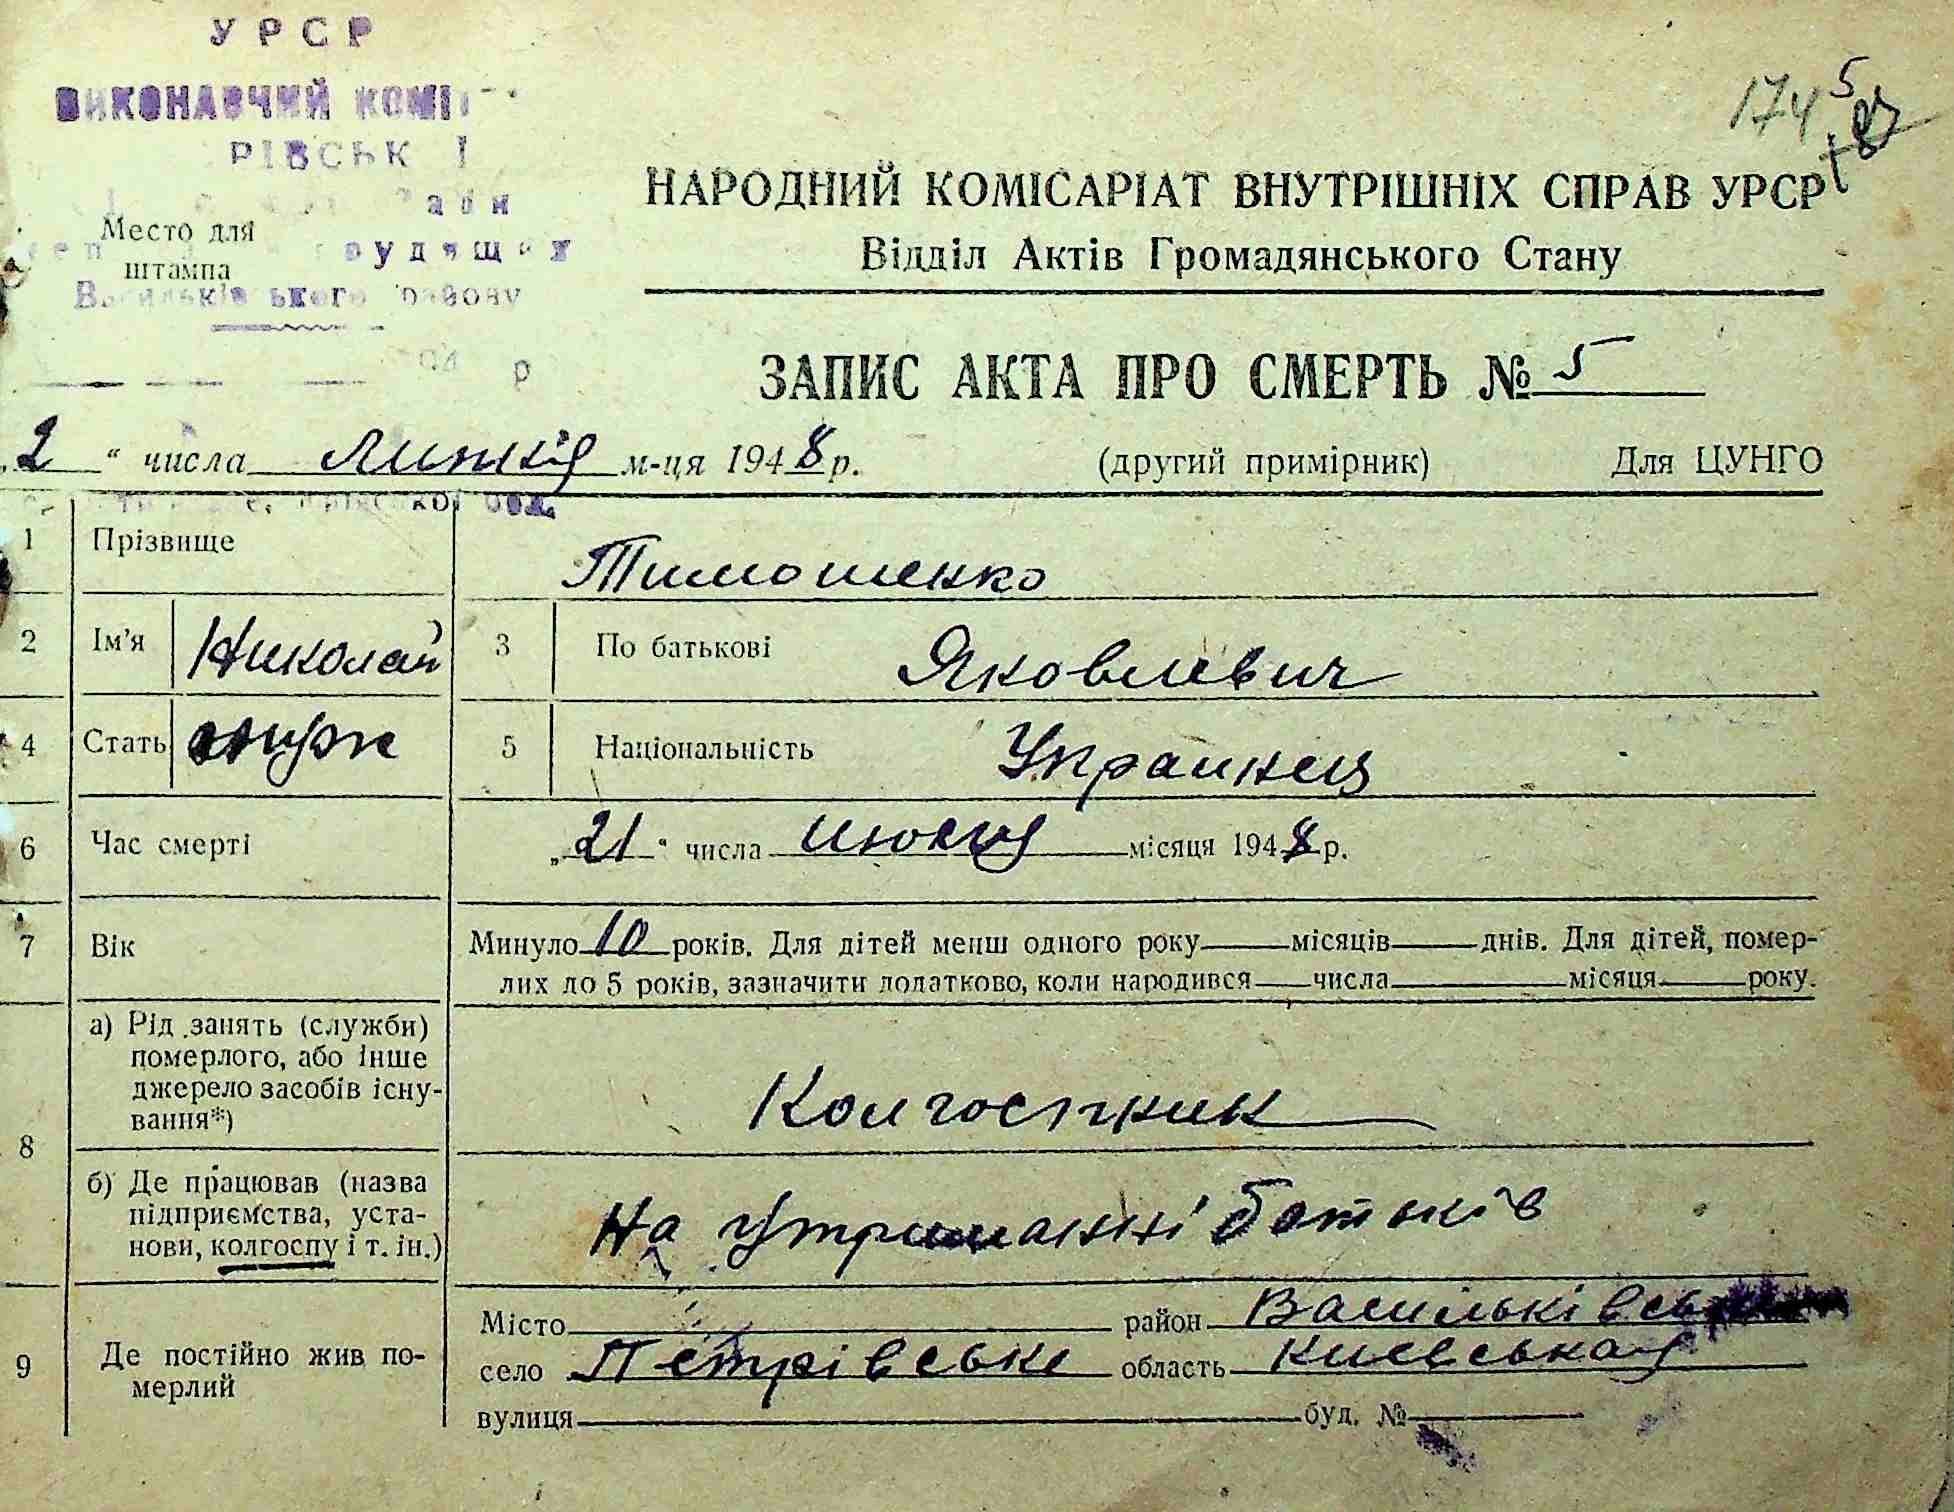 УРСР
ВИКОНАВЧИЙ КОМІ
РІВСЬК
174 5
НАРОДНИЙ КОМІСАРІАТ ВНУТРІШНІХ СПРАВ УРСР
Відділ Актів Громадянського Стану
Место для
штампа
Васильківського району
ЗАПИС АКТА ПРО СМЕРТЬ № 5
„2“ числа липня м-ця 1948 р. (другий примірник) Для ЦУНГО
1 Прізвище Тимошенко
2 Ім'я Николай 3 По батькові Яковлевич
4 Стать муж 5 Національність Украинец
6 Час смерті „21“ числа июня місяця 1948 р.
7 Вік Минуло 10 років. Для дітей менш одного року місяців днів. Для дітей, помер-
лих до 5 років, зазначити додатково, коли народився числа місяця року.
8 а) Рід занять (служби)
померлого, або інше
джерело засобів існу-
вання*)
Колгоспник
б) Де працював (назва
підприємства, уста-
нови, колгоспу і т. ін.)
На утриманні батьків
9 Де постійно жив по-
мерлий
Місто район Васильківськ
село Петрівське область Киевська
вулиця буд. №